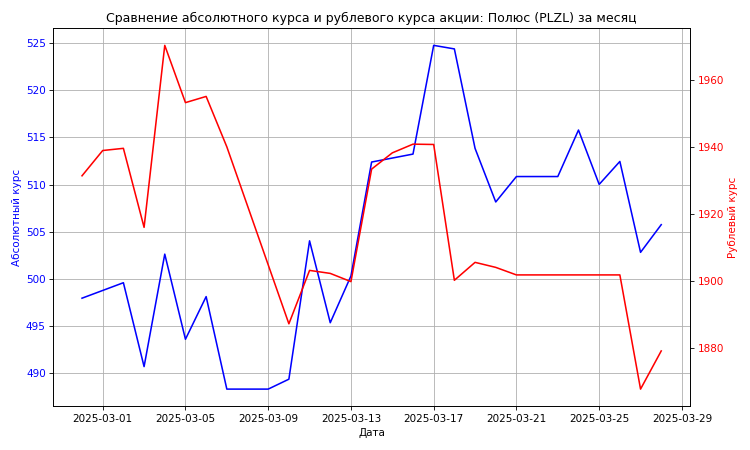 Сравнение абсолютного курса и рублевого курса акции: Полюс (PLZL) за месяц
Абсолютный курс
525
520
515
510
505
500
495
490
1960
1940
1920
1900
1880
Рублевый курс
2025-03-01 2025-03-05 2025-03-09 2025-03-13 2025-03-17 2025-03-21 2025-03-25 2025-03-29
Дата